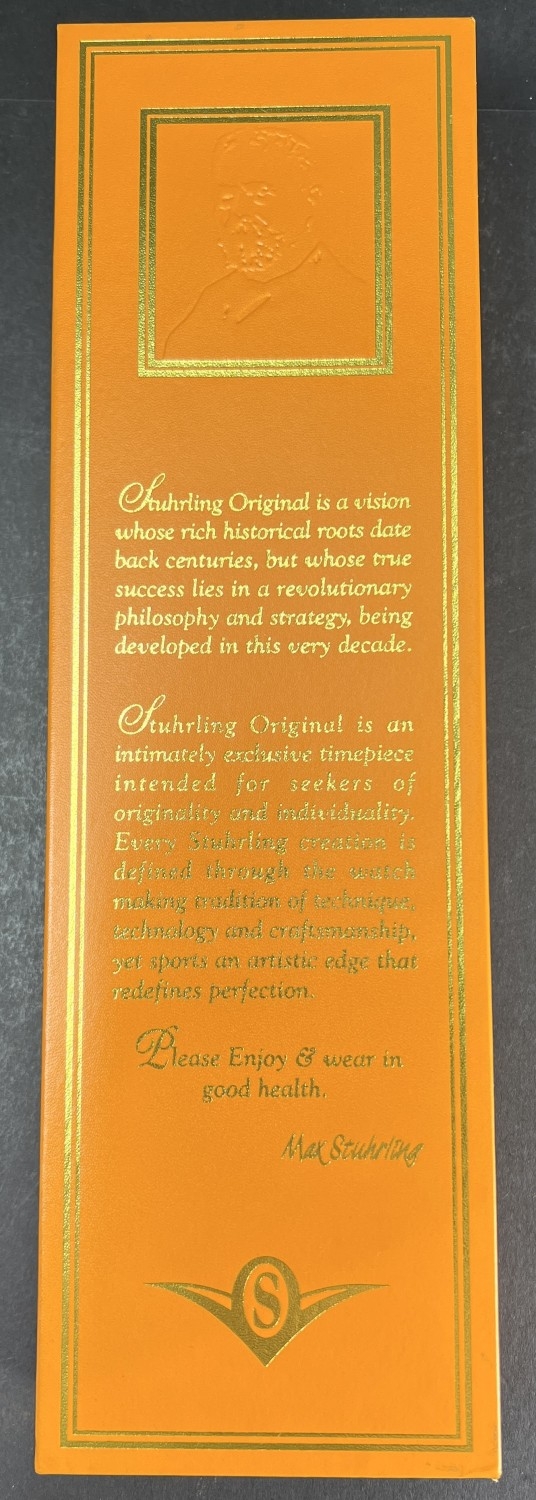 Stuhrling Original is a vision
whose rich historical roots date
back centuries, but whose true
success lies in a revolutionary
philosophy and strategy, being
developed in this very decade.
Stuhrling Original is an
intimately exclusive timepiece
intended for seekers of
originality and individuality.
Every Stuhrling creation is
defined through the watch
making tradition of technique,
technology and craftsmanship,
yet sports an artistic edge that
redefines perfection.
Please Enjoy & wear in
good health.
Max Stuhrling
S